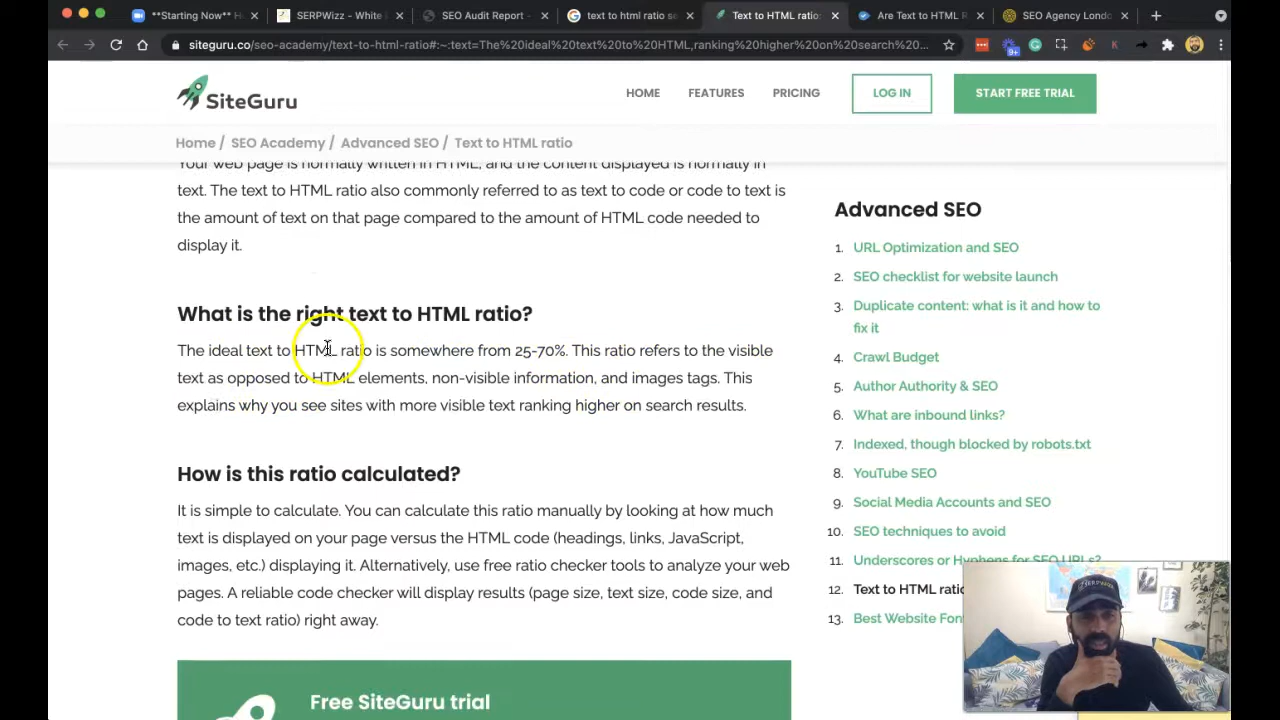 **Starting Now** H
SERPWizz - White
SEO Audit Report -
text to html ratio se
Text to HTML ratio:
Are Text to HTML R
SEO Agency Londo
siteguru.co/seo-academy/text-to-html-ratio#:~:text=The%20ideal%20text%20to%20HTML,ranking%20higher%20on%20search%20...
9+
SiteGuru
HOME
FEATURES
PRICING
LOG IN
START FREE TRIAL
Home / SEO Academy / Advanced SEO / Text to HTML ratio
Your web page is normally written in HTML, and the content displayed is normally in
text. The text to HTML ratio also commonly referred to as text to code or code to text is
the amount of text on that page compared to the amount of HTML code needed to
display it.
What is the right text to HTML ratio?
The ideal text to HTML ratio is somewhere from 25-70%. This ratio refers to the visible
text as opposed to HTML elements, non-visible information, and images tags. This
explains why you see sites with more visible text ranking higher on search results.
How is this ratio calculated?
It is simple to calculate. You can calculate this ratio manually by looking at how much
text is displayed on your page versus the HTML code (headings, links, JavaScript,
images, etc.) displaying it. Alternatively, use free ratio checker tools to analyze your web
pages. A reliable code checker will display results (page size, text size, code size, and
code to text ratio) right away.
Free SiteGuru trial
Advanced SEO
1. URL Optimization and SEO
2. SEO checklist for website launch
3. Duplicate content: what is it and how to
fix it
4. Crawl Budget
5. Author Authority & SEO
6. What are inbound links?
7. Indexed, though blocked by robots.txt
8. YouTube SEO
9. Social Media Accounts and SEO
10. SEO techniques to avoid
11. Underscores or Hyphens for SEO URLs?
12. Text to HTML ratio
13. Best Website Fon